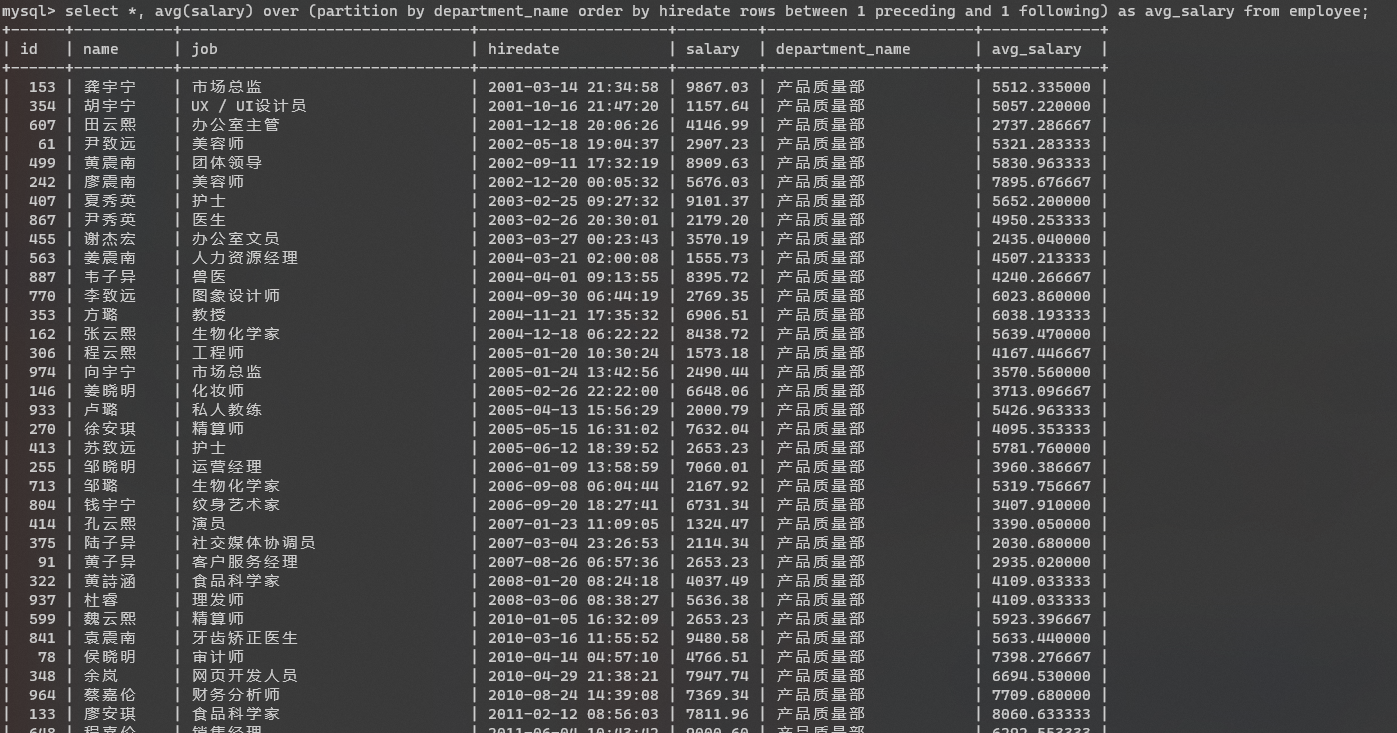 mysql> select *, avg(salary) over (partition by department_name order by hiredate rows between 1 preceding and 1 following) as avg_salary from employee;
| id | name | job | hiredate | salary | department_name | avg_salary |
| 153 | 龚宇宁 | 市场总监 | 2001-03-14 21:34:58 | 9867.03 | 产品质量部 | 5512.335000 |
| 354 | 胡宇宁 | UX / UI设计员 | 2001-10-16 21:47:20 | 1157.64 | 产品质量部 | 5057.220000 |
| 607 | 田云熙 | 办公室主管 | 2001-12-18 20:06:26 | 4146.99 | 产品质量部 | 2737.286667 |
| 61 | 尹致远 | 美容师 | 2002-05-18 19:04:37 | 2907.23 | 产品质量部 | 5321.283333 |
| 499 | 黄震南 | 团体领导 | 2002-09-11 17:32:19 | 8909.63 | 产品质量部 | 5830.963333 |
| 242 | 廖震南 | 美容师 | 2002-12-20 00:05:32 | 5676.03 | 产品质量部 | 7895.676667 |
| 407 | 夏秀英 | 护士 | 2003-02-25 09:27:32 | 9101.37 | 产品质量部 | 5652.200000 |
| 867 | 尹秀英 | 医生 | 2003-02-26 20:30:01 | 2179.20 | 产品质量部 | 4950.253333 |
| 455 | 谢杰宏 | 办公室文员 | 2003-03-27 00:23:43 | 3570.19 | 产品质量部 | 2435.040000 |
| 563 | 姜震南 | 人力资源经理 | 2004-03-21 02:00:08 | 1555.73 | 产品质量部 | 4507.213333 |
| 887 | 韦子异 | 兽医 | 2004-04-01 09:13:55 | 8395.72 | 产品质量部 | 4240.266667 |
| 770 | 李致远 | 图象设计师 | 2004-09-30 06:44:19 | 2769.35 | 产品质量部 | 6023.860000 |
| 353 | 方璐 | 教授 | 2004-11-21 17:35:32 | 6906.51 | 产品质量部 | 6038.193333 |
| 162 | 张云熙 | 生物化学家 | 2004-12-18 06:22:22 | 8438.72 | 产品质量部 | 5639.470000 |
| 306 | 程云熙 | 工程师 | 2005-01-20 10:30:24 | 1573.18 | 产品质量部 | 4167.446667 |
| 974 | 向宇宁 | 市场总监 | 2005-01-24 13:42:56 | 2490.44 | 产品质量部 | 3570.560000 |
| 146 | 姜晓明 | 化妆师 | 2005-02-26 22:22:00 | 6648.06 | 产品质量部 | 3713.096667 |
| 933 | 卢璐 | 私人教练 | 2005-04-13 15:56:29 | 2000.79 | 产品质量部 | 5426.963333 |
| 270 | 徐安琪 | 精算师 | 2005-05-15 16:31:02 | 7632.04 | 产品质量部 | 4095.353333 |
| 413 | 苏致远 | 护士 | 2005-06-12 18:39:52 | 2653.23 | 产品质量部 | 5781.760000 |
| 255 | 邹晓明 | 运营经理 | 2006-01-09 13:58:59 | 7060.01 | 产品质量部 | 3960.386667 |
| 713 | 邹璐 | 生物化学家 | 2006-09-08 06:04:44 | 2167.92 | 产品质量部 | 5319.756667 |
| 804 | 钱宇宁 | 纹身艺术家 | 2006-09-20 18:27:41 | 6731.34 | 产品质量部 | 3407.910000 |
| 414 | 孔云熙 | 演员 | 2007-01-23 11:09:05 | 1324.47 | 产品质量部 | 3390.050000 |
| 375 | 陆子异 | 社交媒体协调员 | 2007-03-04 23:26:53 | 2114.34 | 产品质量部 | 2030.680000 |
| 91 | 黄子异 | 客户服务经理 | 2007-08-26 06:57:36 | 2653.23 | 产品质量部 | 2935.020000 |
| 322 | 黄詩涵 | 食品科学家 | 2008-01-20 08:24:18 | 4037.49 | 产品质量部 | 4109.033333 |
| 937 | 杜睿 | 理发师 | 2008-03-06 08:38:27 | 5636.38 | 产品质量部 | 4109.033333 |
| 599 | 魏云熙 | 精算师 | 2010-01-05 16:32:09 | 2653.23 | 产品质量部 | 5923.396667 |
| 841 | 袁震南 | 牙齿矫正医生 | 2010-03-16 11:55:52 | 9480.58 | 产品质量部 | 5633.440000 |
| 78 | 侯晓明 | 审计师 | 2010-04-14 04:57:10 | 4766.51 | 产品质量部 | 7398.276667 |
| 348 | 余岚 | 网页开发人员 | 2010-04-29 21:38:21 | 7947.74 | 产品质量部 | 6694.530000 |
| 964 | 蔡嘉伦 | 财务分析师 | 2010-08-24 14:39:08 | 7369.34 | 产品质量部 | 7709.680000 |
| 133 | 廖安琪 | 食品科学家 | 2011-02-12 08:56:03 | 7811.96 | 产品质量部 | 8060.633333 |